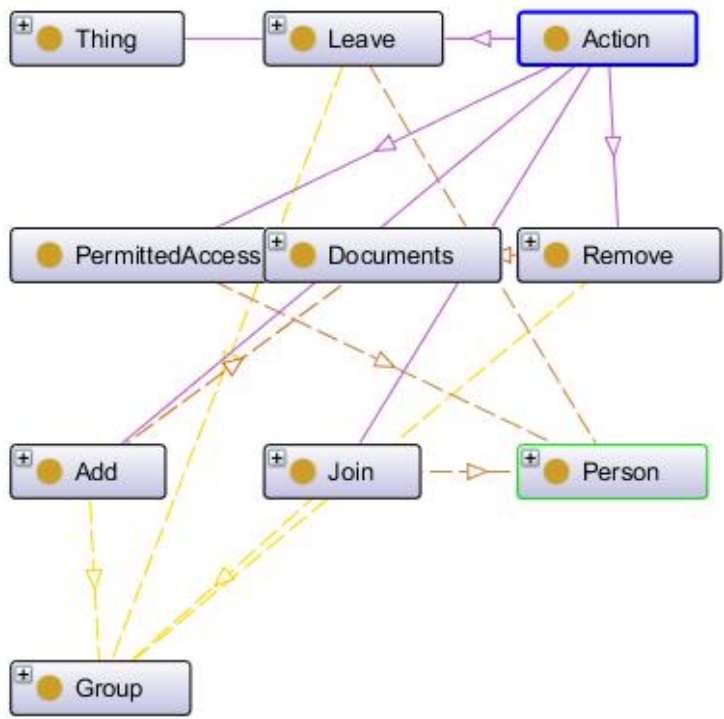 Thing
Leave
Action
PermittedAccess
Documents
Remove
Add
Join
Person
Group